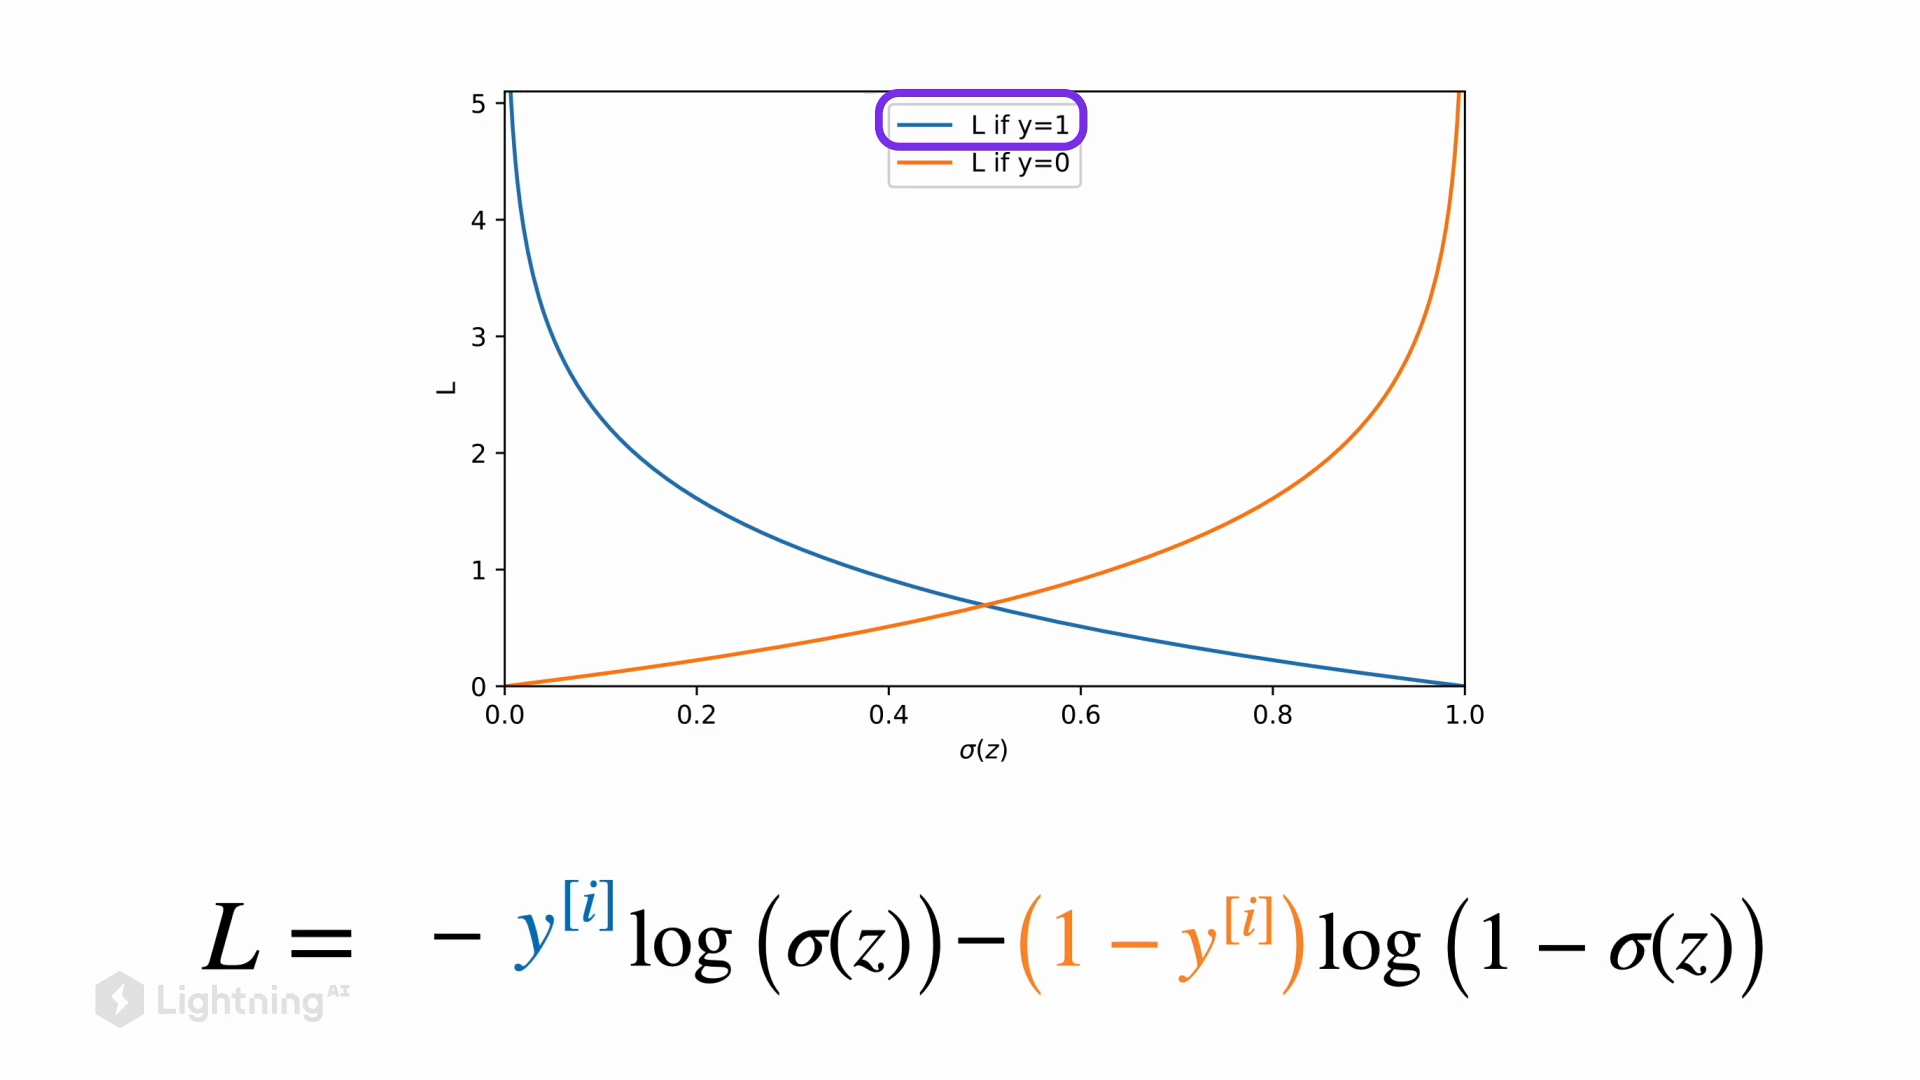 5
L if y=1
L if y=0
4
3
L
2
1
0
0.0 0.2 0.4 0.6 0.8 1.0
σ(z)
L = − y^[i] log (σ(z)) − (1 − y^[i]) log (1 − σ(z))
Lightning AI